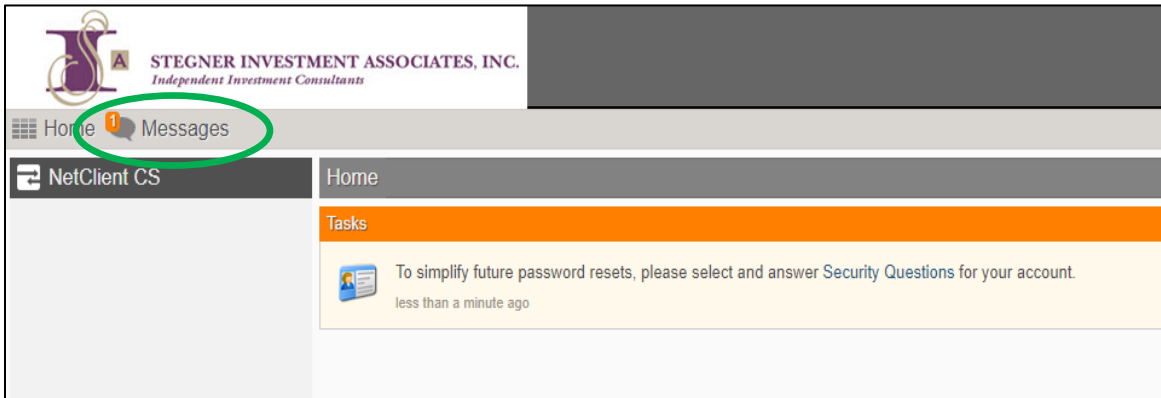 A
STEGNER INVESTMENT ASSOCIATES, INC.
Independent Investment Consultants
Home 1 Messages
NetClient CS
Home
Tasks
To simplify future password resets, please select and answer Security Questions for your account.
less than a minute ago